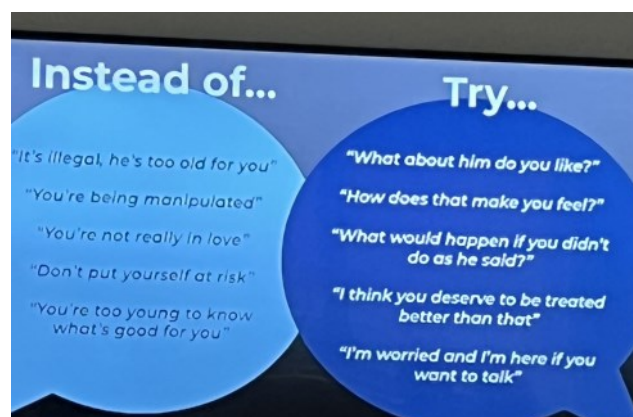 Instead of...
"It's illegal, he's too old for you"
"You're being manipulated"
"You're not really in love"
"Don't put yourself at risk"
"You're too young to know
what's good for you"
Try...
"What about him do you like?"
"How does that make you feel?"
"What would happen if you didn't
do as he said?"
"I think you deserve to be treated
better than that"
"I'm worried and I'm here if you
want to talk"